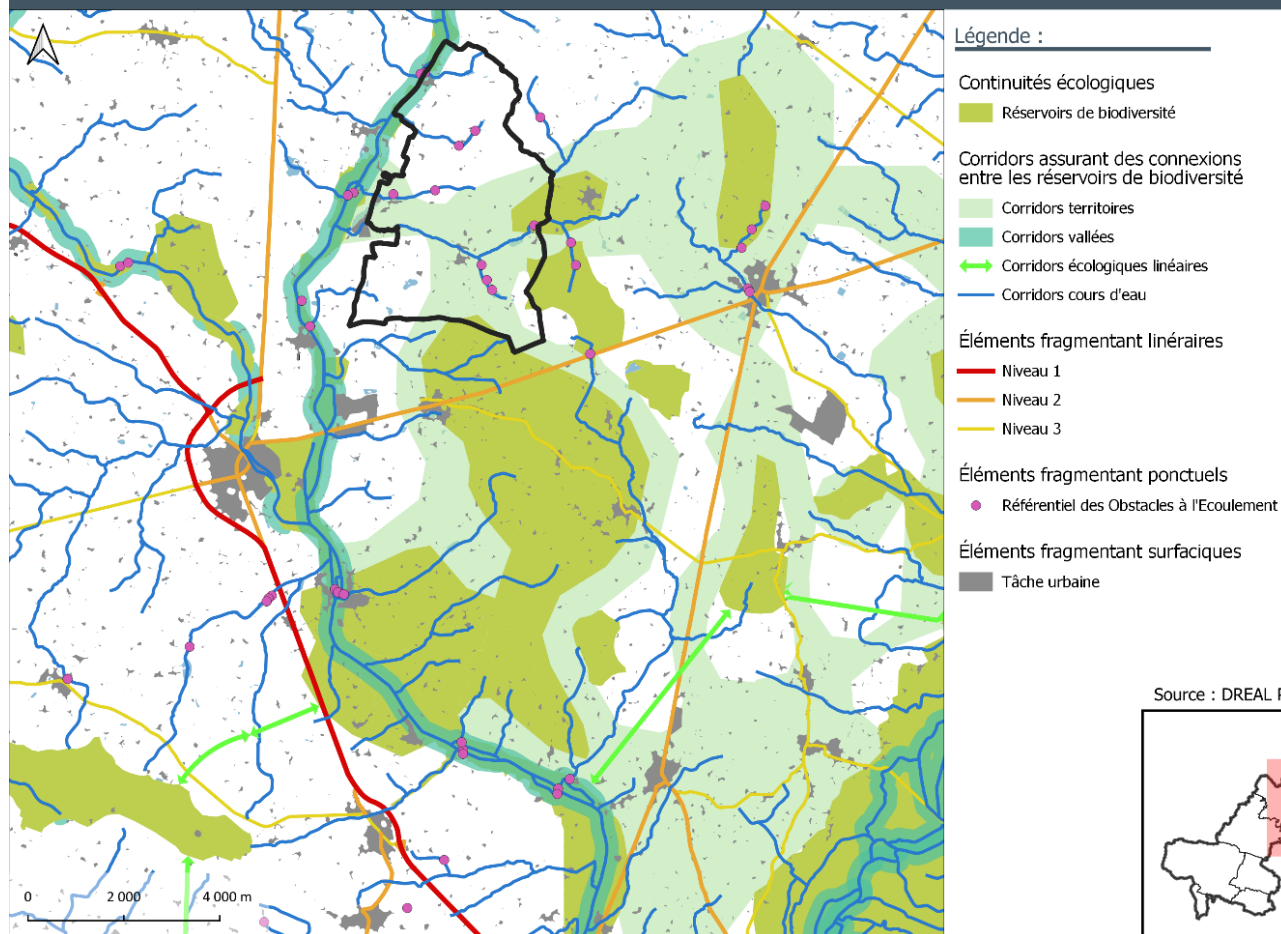 Légende :
Continuités écologiques
Réservoirs de biodiversité
Corridors assurant des connexions
entre les réservoirs de biodiversité
Corridors territoires
Corridors vallées
Corridors écologiques linéaires
Corridors cours d'eau
Éléments fragmentant linéraires
Niveau 1
Niveau 2
Niveau 3
Éléments fragmentant ponctuels
Référentiel des Obstacles à l'Ecoulement
Éléments fragmentant surfaciques
Tâche urbaine
Source : DREAL P
0 2 000 4 000 m